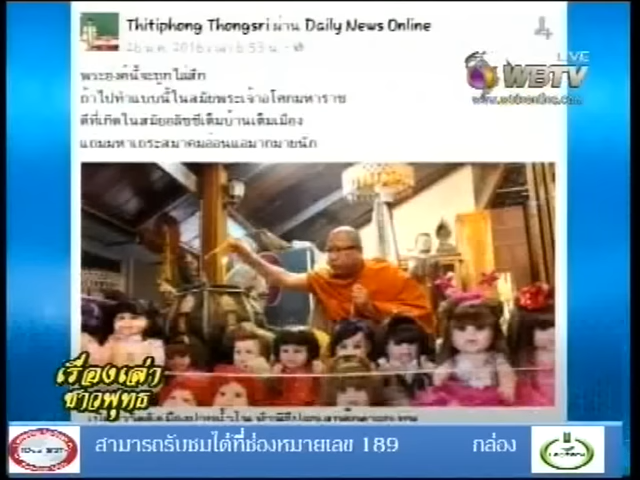 Thitiphong Thongsri ผ่าน Daily News Online
LIVE
WBTV
พระองค์นี้จะถูกไม่สึก
ถ้าไปทำแบบนี้ในสมัยพระเจ้าอโศกมหาราช
ดีที่เกิดในสมัยอลัชชีเต็มบ้านเต็มเมือง
แถมมหาเถระสมาคมอ่อนแอมากมายนัก
เรื่องเล่า
ชาวพุทธ
สามารถรับชมได้ที่ช่องหมายเลข 189 กล่อง